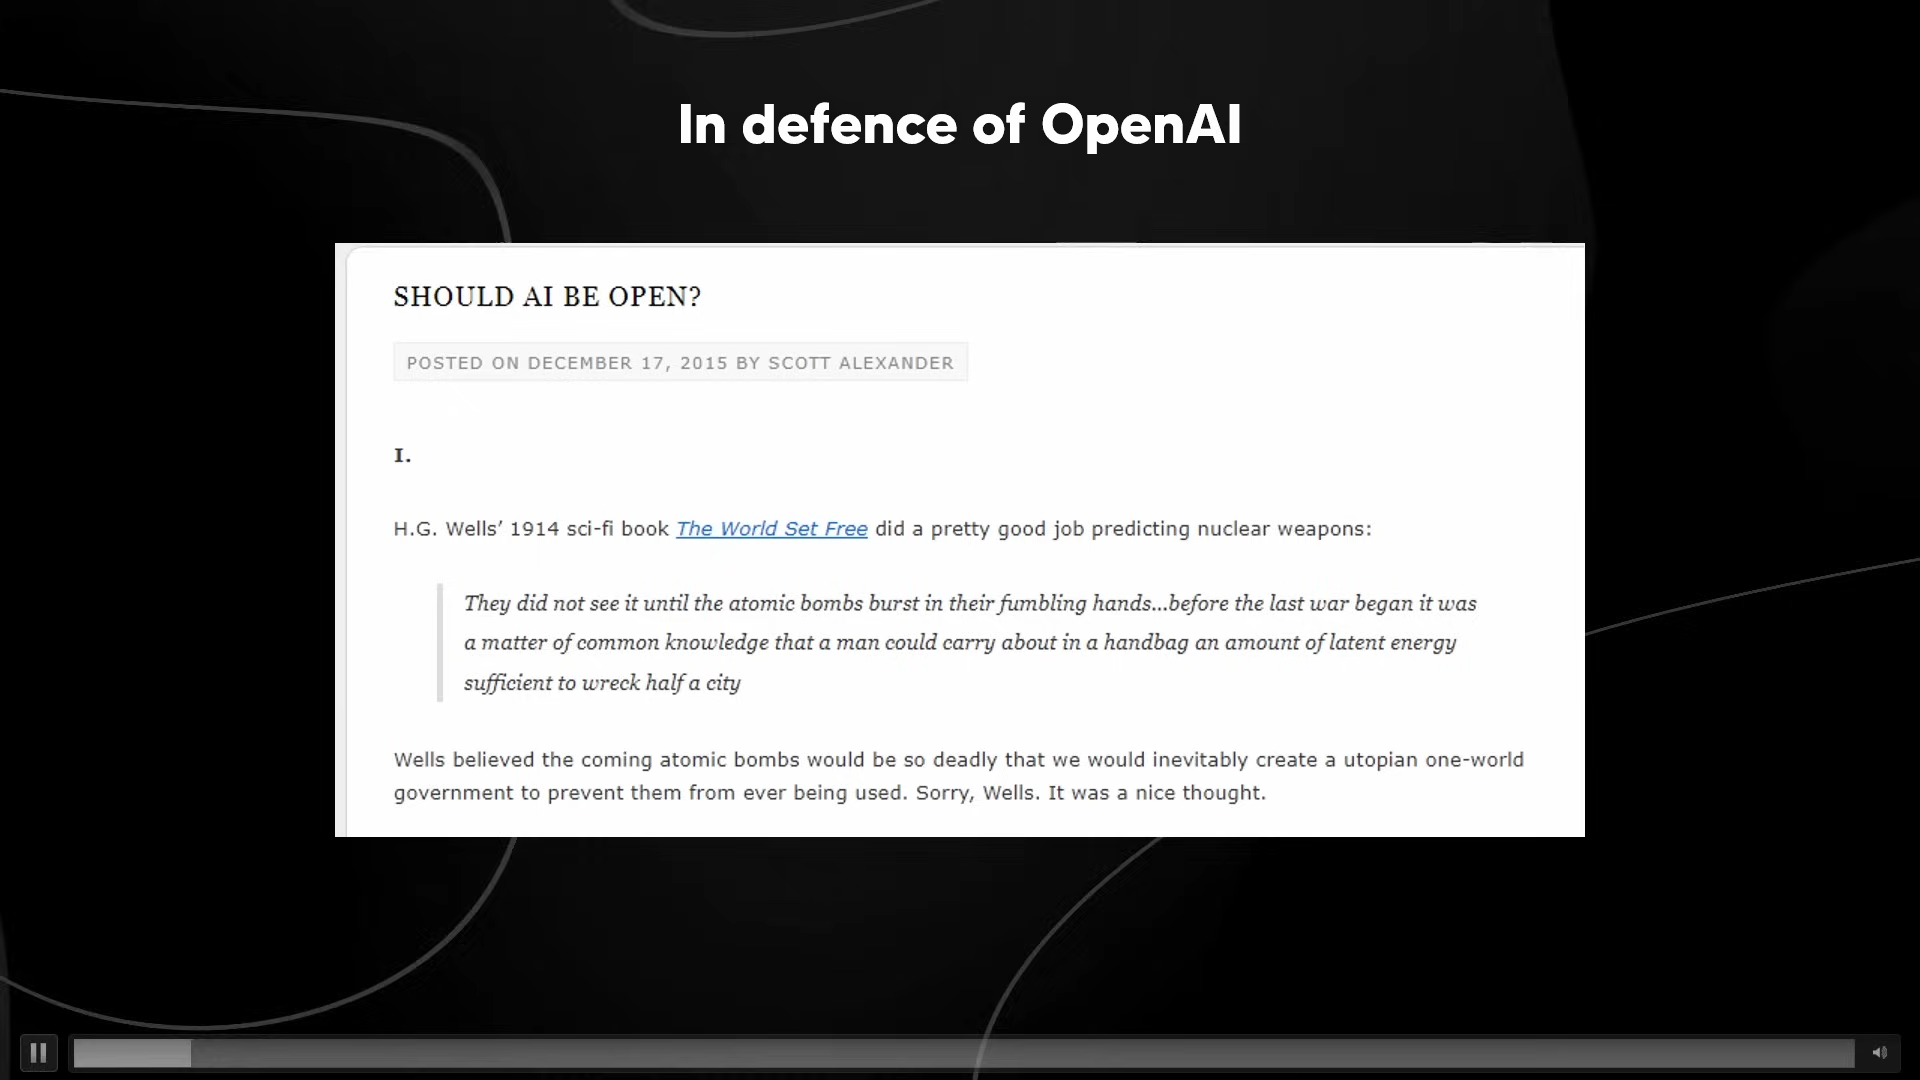 In defence of OpenAI
SHOULD AI BE OPEN?
POSTED ON DECEMBER 17, 2015 BY SCOTT ALEXANDER
I.
H.G. Wells’ 1914 sci-fi book The World Set Free did a pretty good job predicting nuclear weapons:
They did not see it until the atomic bombs burst in their fumbling hands...before the last war began it was
a matter of common knowledge that a man could carry about in a handbag an amount of latent energy
sufficient to wreck half a city
Wells believed the coming atomic bombs would be so deadly that we would inevitably create a utopian one-world
government to prevent them from ever being used. Sorry, Wells. It was a nice thought.